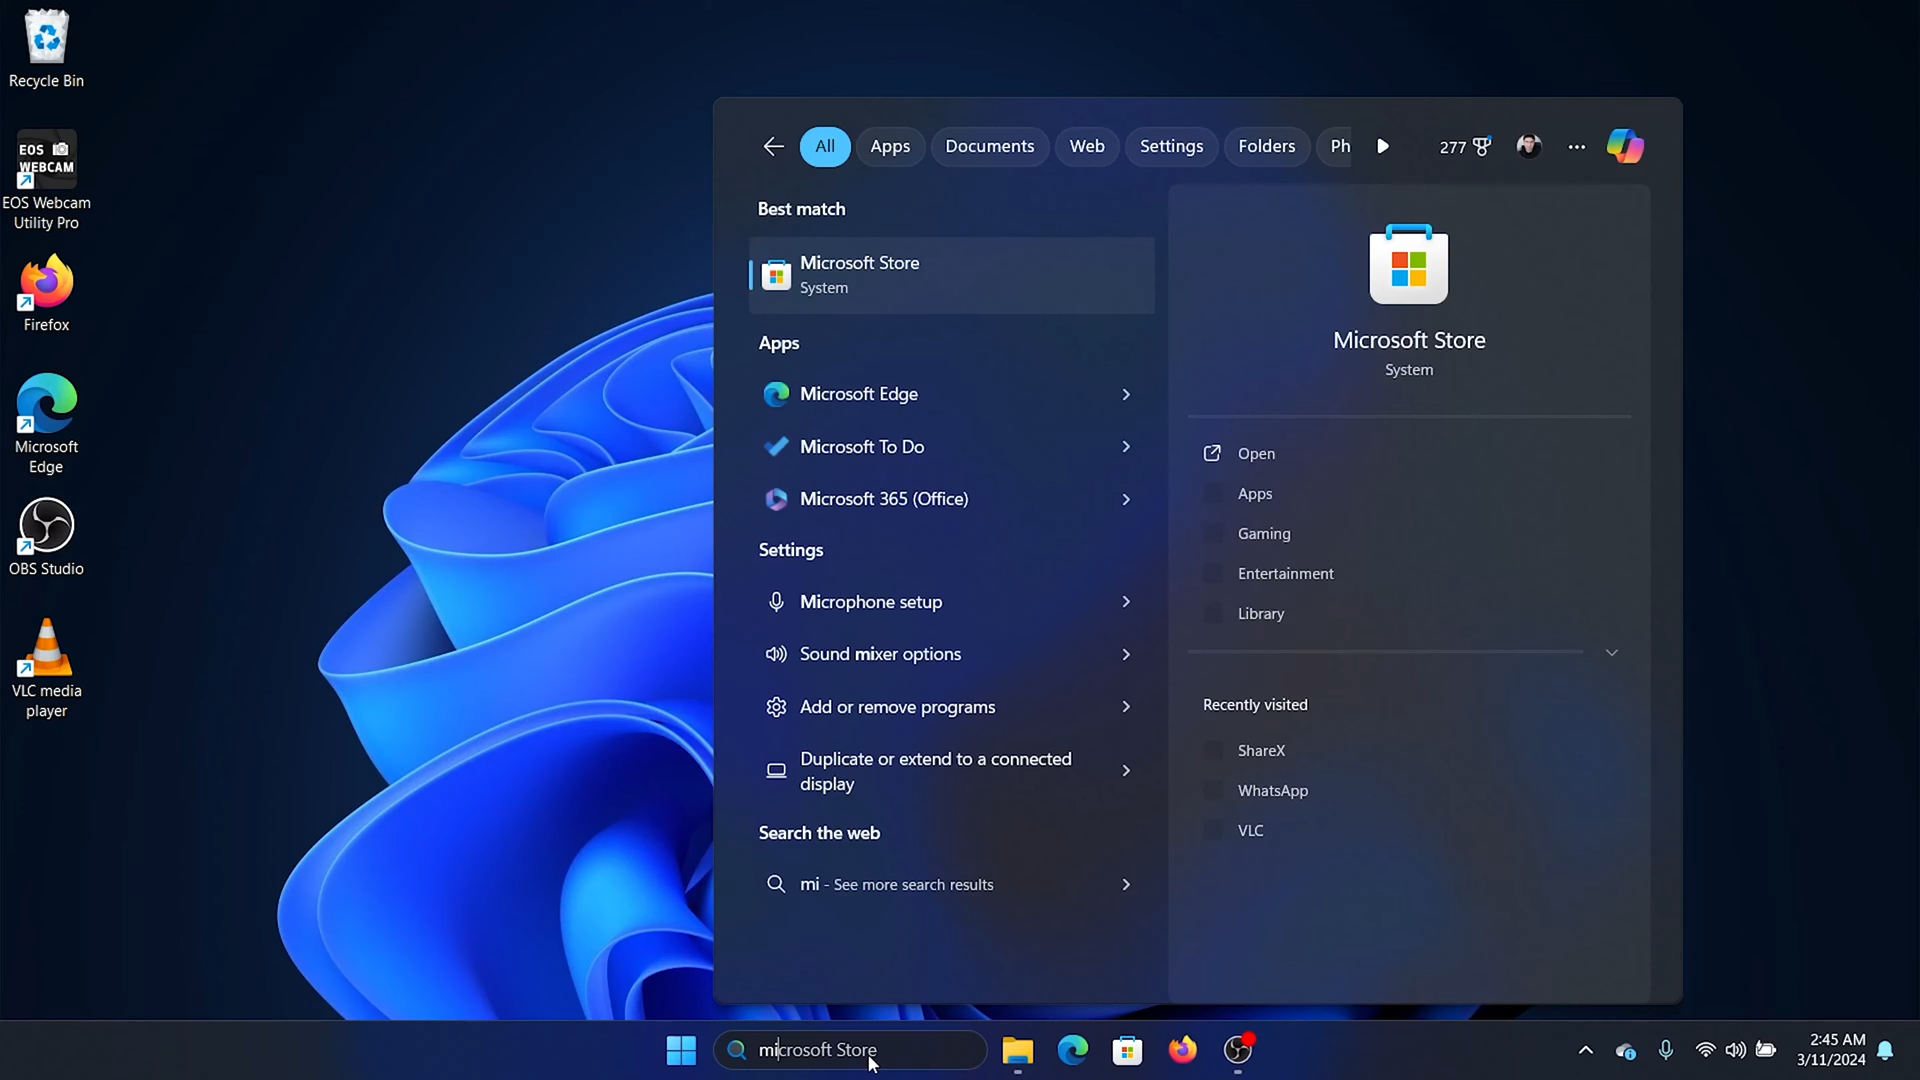 Recycle Bin
EOS
WEBCAM
EOS Webcam
Utility Pro
Firefox
Microsoft
Edge
OBS Studio
VLC media
player
All
Apps
Documents
Web
Settings
Folders
Ph
277
Best match
Microsoft Store
System
Apps
Microsoft Edge
Microsoft To Do
Microsoft 365 (Office)
Settings
Microphone setup
Sound mixer options
Add or remove programs
Duplicate or extend to a connected
display
Search the web
mi - See more search results
Microsoft Store
System
Open
Apps
Gaming
Entertainment
Library
Recently visited
ShareX
WhatsApp
VLC
microsoft Store
2:45 AM
3/11/2024